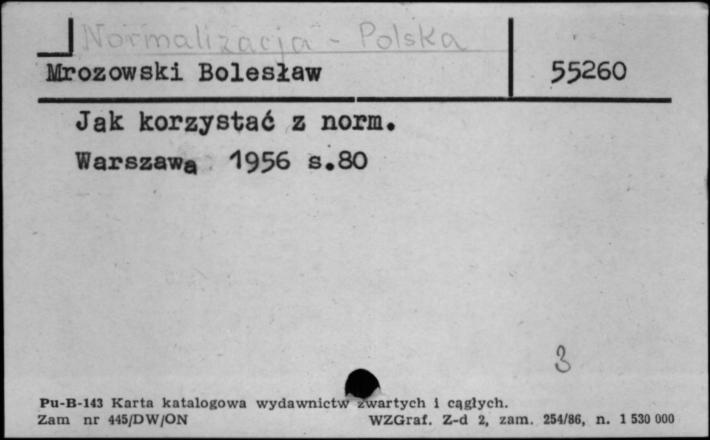 Normalizacja - Polska
Mrozowski Bolesław 55260
Jak korzystać z norm.
Warszawa 1956 s.80
3
Pu-B-143 Karta katalogowa wydawnictw zwartych i ciągłych.
Zam nr 445/DW/ON WZGraf. Z-d 2, zam. 254/86, n. 1 530 000